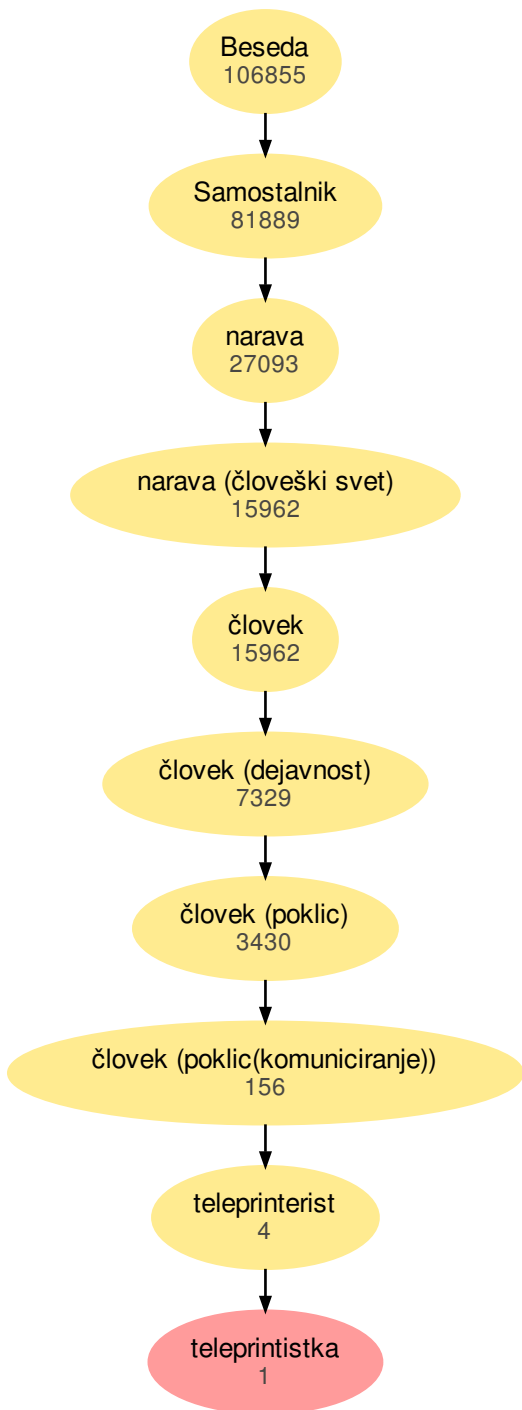 Beseda
106855
Samostalnik
81889
narava
27093
narava (človeški svet)
15962
človek
15962
človek (dejavnost)
7329
človek (poklic)
3430
človek (poklic(komuniciranje))
156
teleprinterist
4
teleprintistka
1